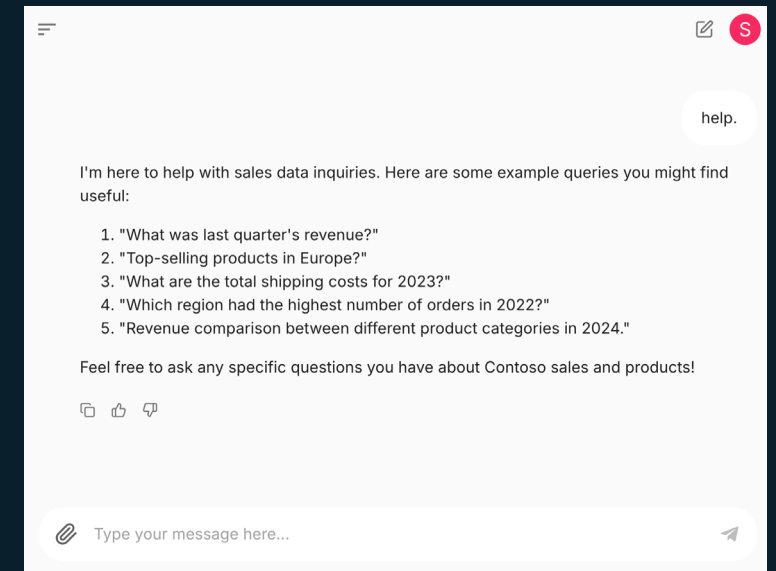 S
help.
I'm here to help with sales data inquiries. Here are some example queries you might find
useful:
1. "What was last quarter's revenue?"
2. "Top-selling products in Europe?"
3. "What are the total shipping costs for 2023?"
4. "Which region had the highest number of orders in 2022?"
5. "Revenue comparison between different product categories in 2024."
Feel free to ask any specific questions you have about Contoso sales and products!
Type your message here...